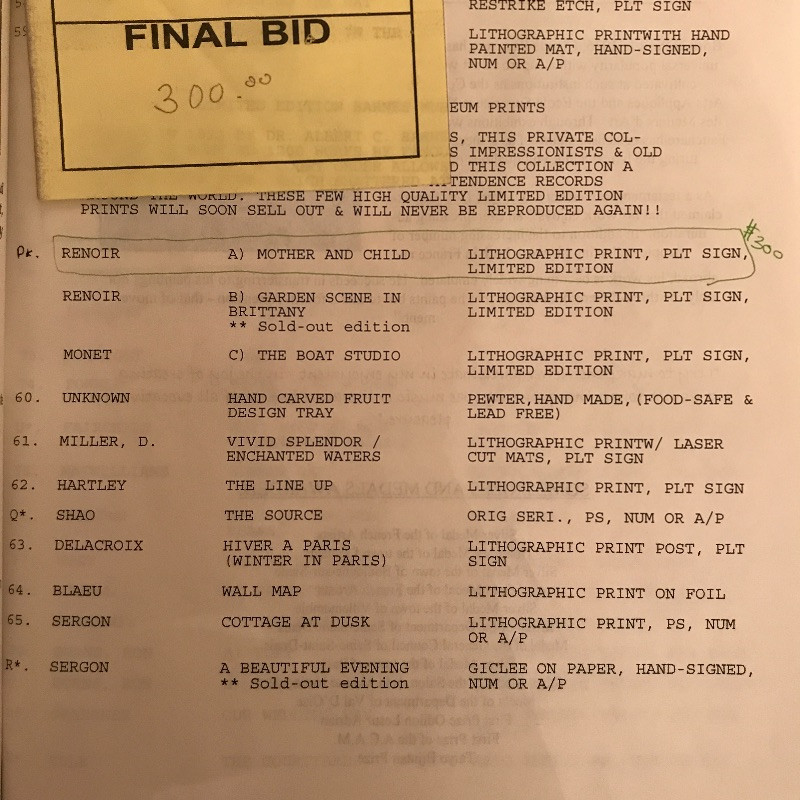 RESTRIKE ETCH, PLT SIGN
FINAL BID
300.00
LITHOGRAPHIC PRINTWITH HAND
PAINTED MAT, HAND-SIGNED,
NUM OR A/P
EUM PRINTS
DR. ALBERT C. S, THIS PRIVATE COL-
S IMPRESSIONISTS & OLD
D THIS COLLECTION A
TENDENCE RECORDS
AROUND THE WORLD. THESE FEW HIGH QUALITY LIMITED EDITION
PRINTS WILL SOON SELL OUT & WILL NEVER BE REPRODUCED AGAIN!!
$300
P*. RENOIR A) MOTHER AND CHILD LITHOGRAPHIC PRINT, PLT SIGN,
LIMITED EDITION
RENOIR B) GARDEN SCENE IN LITHOGRAPHIC PRINT, PLT SIGN,
BRITTANY LIMITED EDITION
** Sold-out edition
MONET C) THE BOAT STUDIO LITHOGRAPHIC PRINT, PLT SIGN,
LIMITED EDITION
60. UNKNOWN HAND CARVED FRUIT PEWTER,HAND MADE,(FOOD-SAFE &
DESIGN TRAY LEAD FREE)
61. MILLER, D. VIVID SPLENDOR / LITHOGRAPHIC PRINTW/ LASER
ENCHANTED WATERS CUT MATS, PLT SIGN
62. HARTLEY THE LINE UP LITHOGRAPHIC PRINT, PLT SIGN
Q*. SHAO THE SOURCE ORIG SERI., PS, NUM OR A/P
63. DELACROIX HIVER A PARIS LITHOGRAPHIC PRINT POST, PLT
(WINTER IN PARIS) SIGN
64. BLAEU WALL MAP LITHOGRAPHIC PRINT ON FOIL
65. SERGON COTTAGE AT DUSK LITHOGRAPHIC PRINT, PS, NUM
OR A/P
R*. SERGON A BEAUTIFUL EVENING GICLEE ON PAPER, HAND-SIGNED,
** Sold-out edition NUM OR A/P